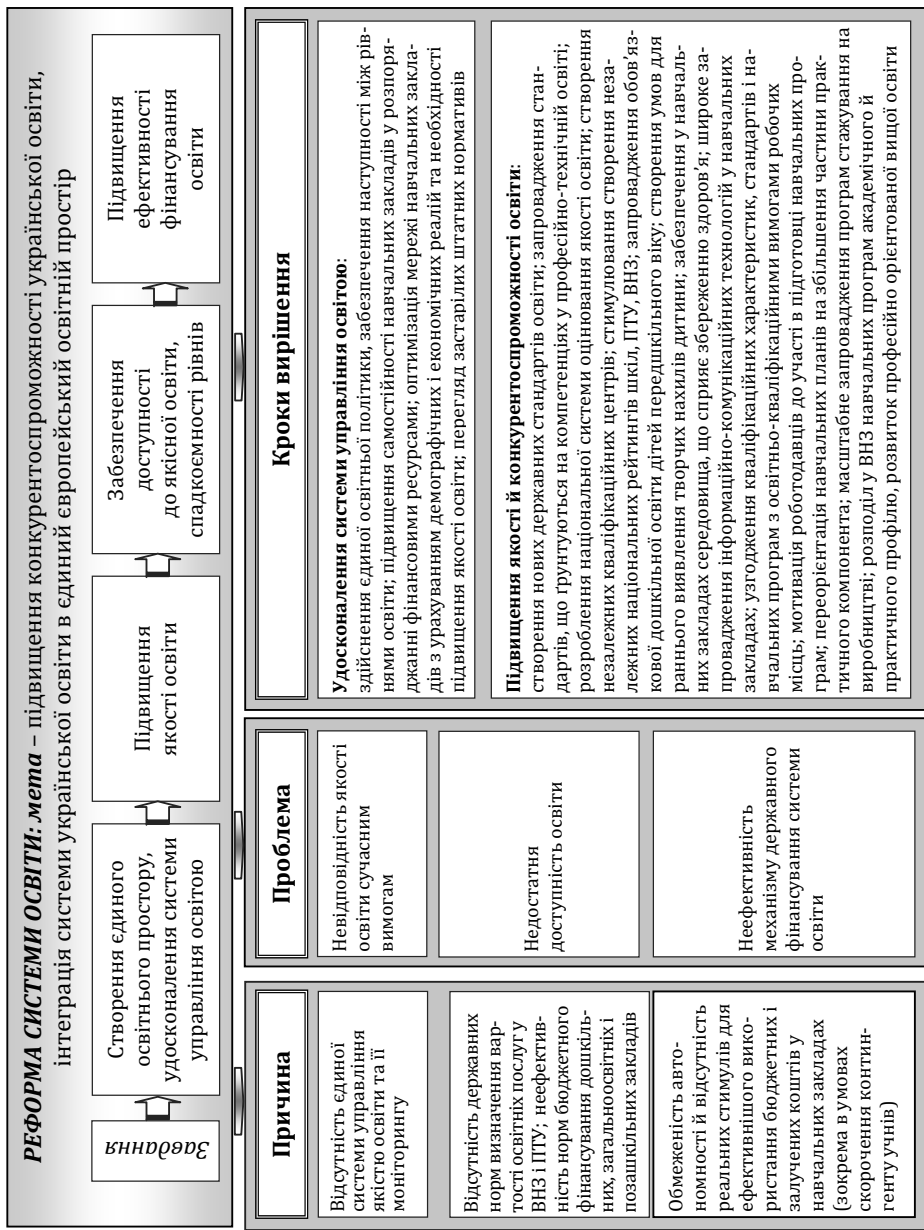 РЕФОРМА СИСТЕМИ ОСВІТИ: мета – підвищення конкурентоспроможності української освіти,
інтеграція системи української освіти в єдиний європейський освітній простір
Завдання
Створення єдиного
освітнього простору,
удосконалення системи
управління освітою
Підвищення
якості освіти
Забезпечення
доступності
до якісної освіти,
спадкоємності рівнів
Підвищення
ефективності
фінансування
освіти
Причина
Відсутність єдиної
системи управління
якістю освіти та її
моніторингу
Відсутність державних
норм визначення вар-
тості освітніх послуг у
ВНЗ і ПТУ; неефектив-
ність норм бюджетного
фінансування дошкіль-
них, загальноосвітніх і
позашкільних закладів
Обмеженість авто-
номності й відсутність
реальних стимулів для
ефективнішого вико-
ристання бюджетних і
залучених коштів у
навчальних закладах
(зокрема в умовах
скорочення контин-
генту учнів)
Проблема
Невідповідність якості
освіти сучасним
вимогам
Недостатня
доступність освіти
Неефективність
механізму державного
фінансування системи
освіти
Кроки вирішення
Удосконалення системи управління освітою:
здійснення єдиної освітньої політики, забезпечення наступності між рів-
нями освіти; підвищення самостійності навчальних закладів у розпоря-
джанні фінансовими ресурсами; оптимізація мережі навчальних закла-
дів з урахуванням демографічних і економічних реалій та необхідності
підвищення якості освіти; перегляд застарілих штатних нормативів
Підвищення якості й конкурентоспроможності освіти:
створення нових державних стандартів освіти; запровадження стан-
дартів, що ґрунтуються на компетенціях у професійно-технічній освіті;
розроблення національної системи оцінювання якості освіти; створення
незалежних кваліфікаційних центрів; стимулювання створення неза-
лежних національних рейтингів шкіл, ПТУ, ВНЗ; запровадження обов'яз-
кової дошкільної освіти дітей передшкільного віку; створення умов для
раннього виявлення творчих нахилів дитини; забезпечення у навчаль-
них закладах середовища, що сприяє збереженню здоров'я; широке за-
провадження інформаційно-комунікаційних технологій у навчальних
закладах; узгодження кваліфікаційних характеристик, стандартів і на-
вчальних програм з освітньо-кваліфікаційними вимогами робочих
місць; мотивація роботодавців до участі в підготовці навчальних про-
грам; переорієнтація навчальних планів на збільшення частини прак-
тичного компонента; масштабне запровадження програм стажування на
виробництві; розподіл у ВНЗ навчальних програм академічного й
практичного профілю, розвиток професійно орієнтованої вищої освіти